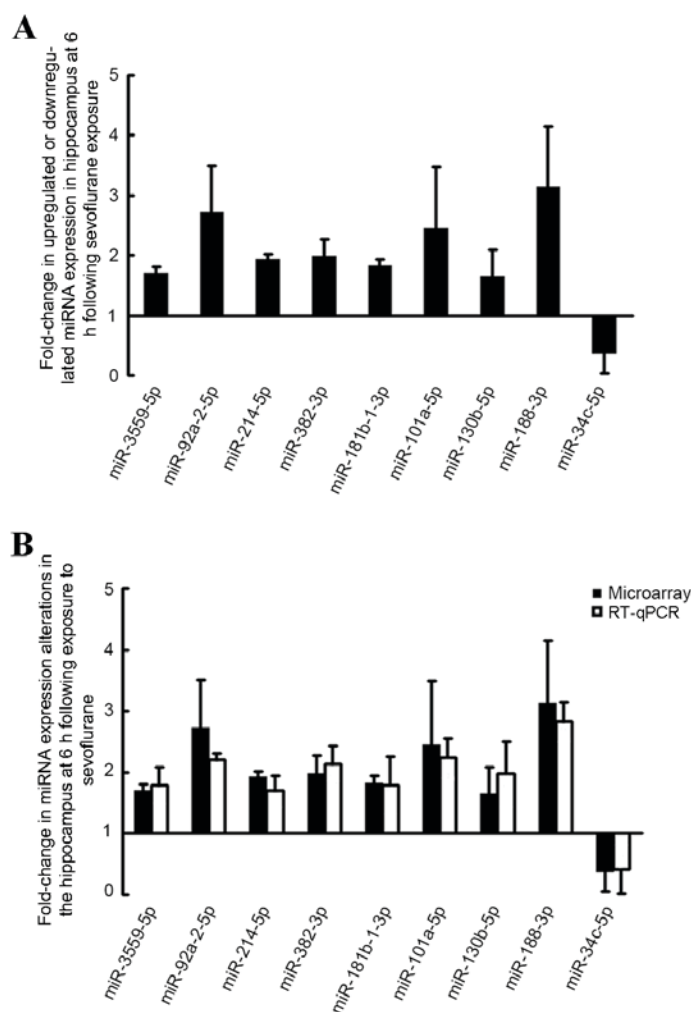 A
Fold-change in upregulated or downregu-
lated miRNA expression in hippocampus at 6
h following sevoflurane exposure
5
4
3
2
1
0
miR-3559-5p
miR-92a-2-5p
miR-214-5p
miR-382-3p
miR-181b-1-3p
miR-101a-5p
miR-130b-5p
miR-188-3p
miR-34c-5p
B
Fold-change in miRNA expression alterations in
the hippocampus at 6 h following exposure to
sevoflurane
5
4
3
2
1
0
Microarray
RT-qPCR
miR-3559-5p
miR-92a-2-5p
miR-214-5p
miR-382-3p
miR-181b-1-3p
miR-101a-5p
miR-130b-5p
miR-188-3p
miR-34c-5p